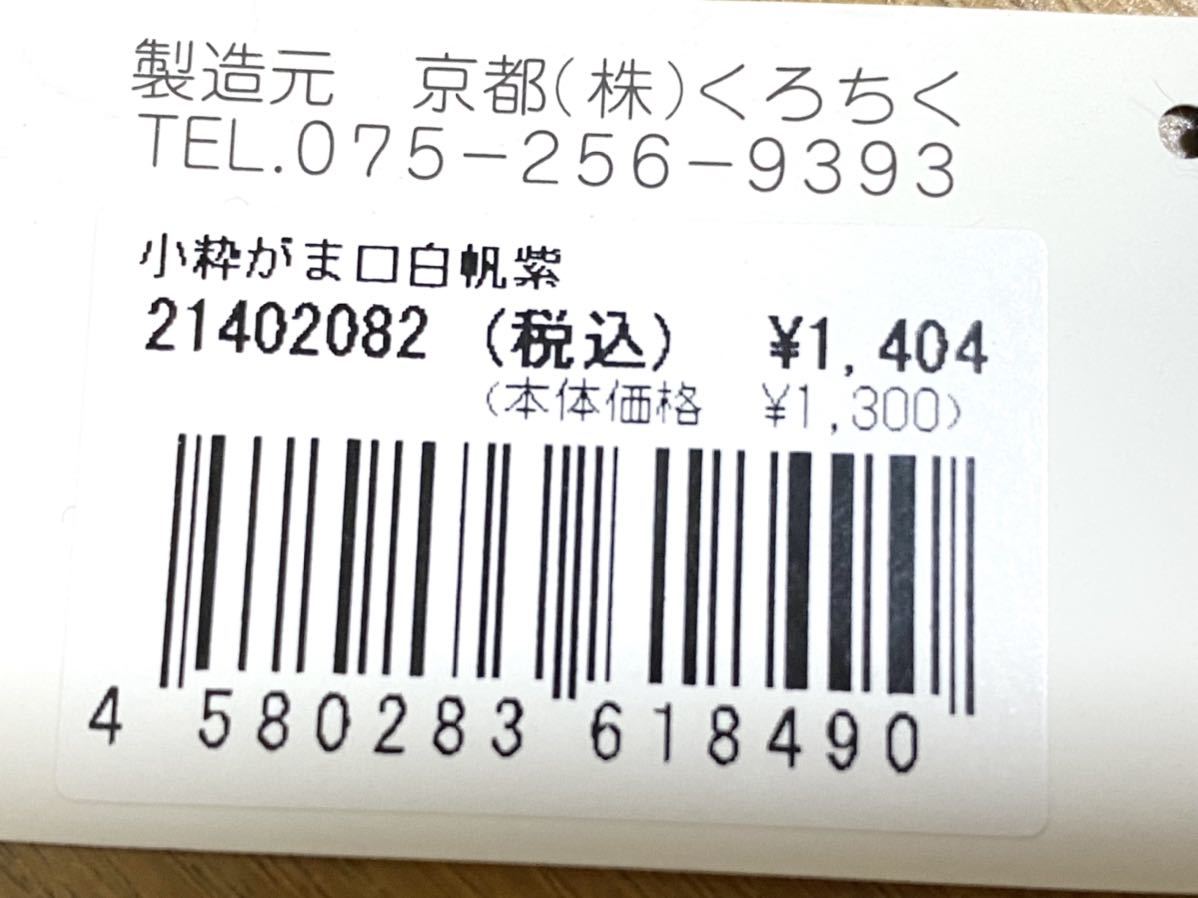 製造元　京都(株)くろちく
TEL.075-256-9393
小粋がま口白帆紫
21402082 (税込) ¥1,404
(本体価格 ¥1,300)
4 580283 618490